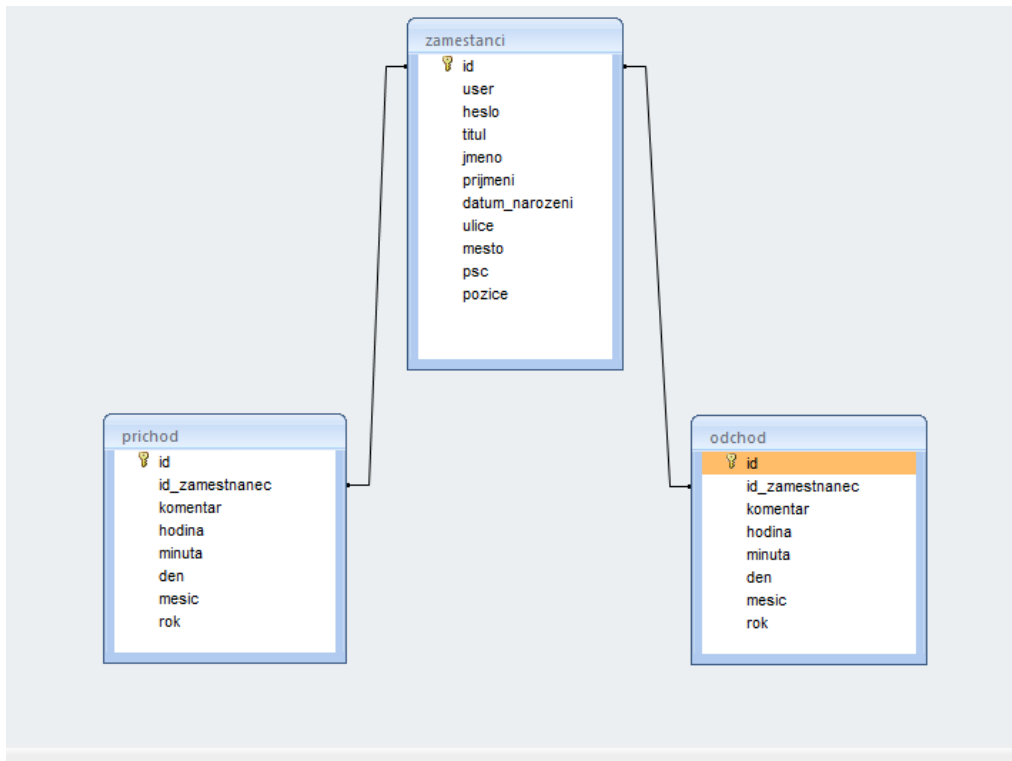 zamestanci
id
user
heslo
titul
jmeno
prijmeni
datum_narozeni
ulice
mesto
psc
pozice
prichod
id
id_zamestnanec
komentar
hodina
minuta
den
mesic
rok
odchod
id
id_zamestnanec
komentar
hodina
minuta
den
mesic
rok